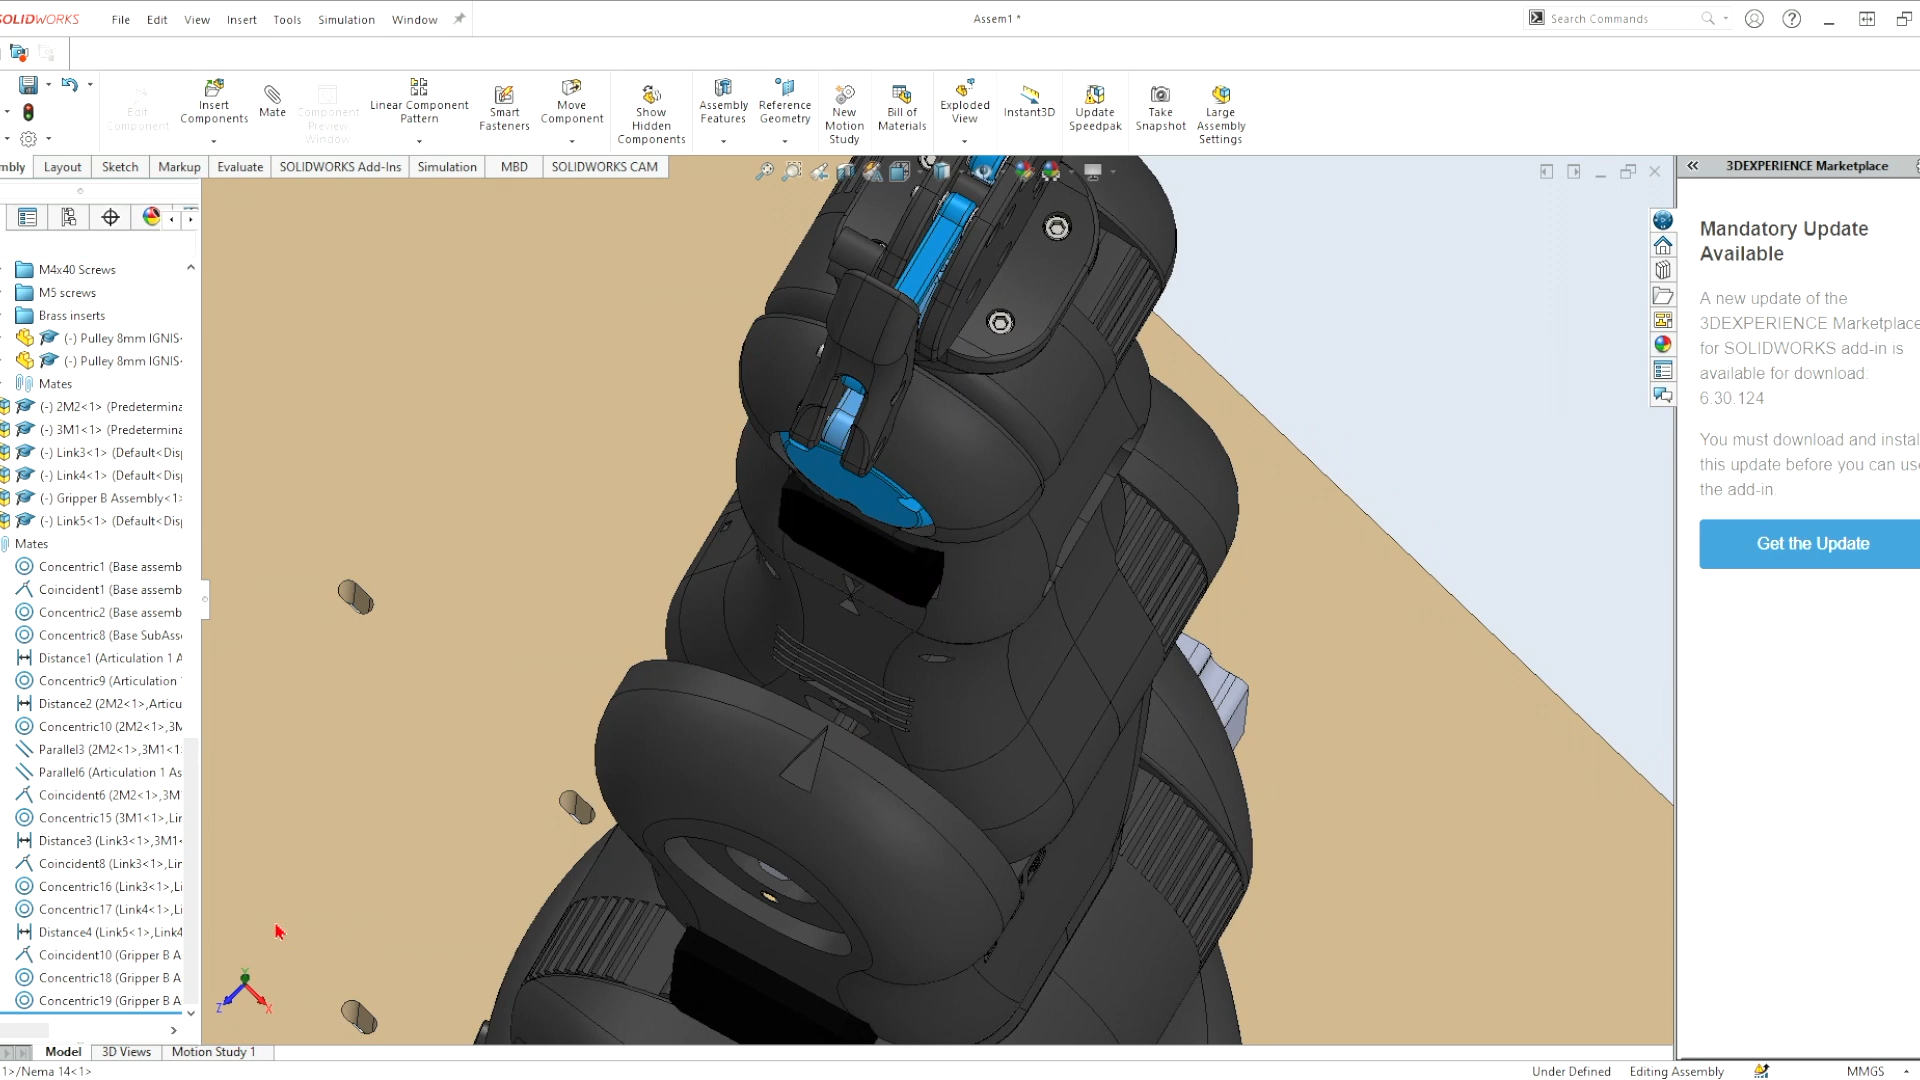 SOLIDWORKS
File Edit View Insert Tools Simulation Window
Assem1 *
Search Commands
Edit Component
Insert Components
Mate
Component Preview Window
Linear Component Pattern
Smart Fasteners
Move Component
Show Hidden Components
Assembly Features
Reference Geometry
New Motion Study
Bill of Materials
Exploded View
Instant3D
Update Speedpak
Take Snapshot
Large Assembly Settings
mbly Layout Sketch Markup Evaluate SOLIDWORKS Add-Ins Simulation MBD SOLIDWORKS CAM
M4x40 Screws
M5 screws
Brass inserts
(-) Pulley 8mm IGNIS
(-) Pulley 8mm IGNIS
Mates
(-) 2M2<1> (Predetermina
(-) 3M1<1> (Predetermina
(-) Link3<1> (Default<Disp
(-) Link4<1> (Default<Disp
(-) Gripper B Assembly<1>
(-) Link5<1> (Default<Disp
Mates
Concentric1 (Base assemb
Coincident1 (Base assemb
Concentric2 (Base assemb
Concentric8 (Base SubAsse
Distance1 (Articulation 1 A
Concentric9 (Articulation
Distance2 (2M2<1>,Articu
Concentric10 (2M2<1>,3M
Parallel3 (2M2<1>,3M1<1>
Parallel6 (Articulation 1 As
Coincident6 (2M2<1>,3M1
Concentric15 (3M1<1>,Lin
Distance3 (Link3<1>,3M1<
Coincident8 (Link3<1>,Lin
Concentric16 (Link3<1>,Li
Concentric17 (Link4<1>,Li
Distance4 (Link5<1>,Link4
Coincident10 (Gripper B A
Concentric18 (Gripper B A
Concentric19 (Gripper B A
Y
Z X
Model 3D Views Motion Study 1
1>/Nema 14<1>
Under Defined Editing Assembly MMGS
3DEXPERIENCE Marketplace
Mandatory Update
Available
A new update of the
3DEXPERIENCE Marketplace
for SOLIDWORKS add-in is
available for download:
6.30.124
You must download and instal
this update before you can us
the add-in.
Get the Update